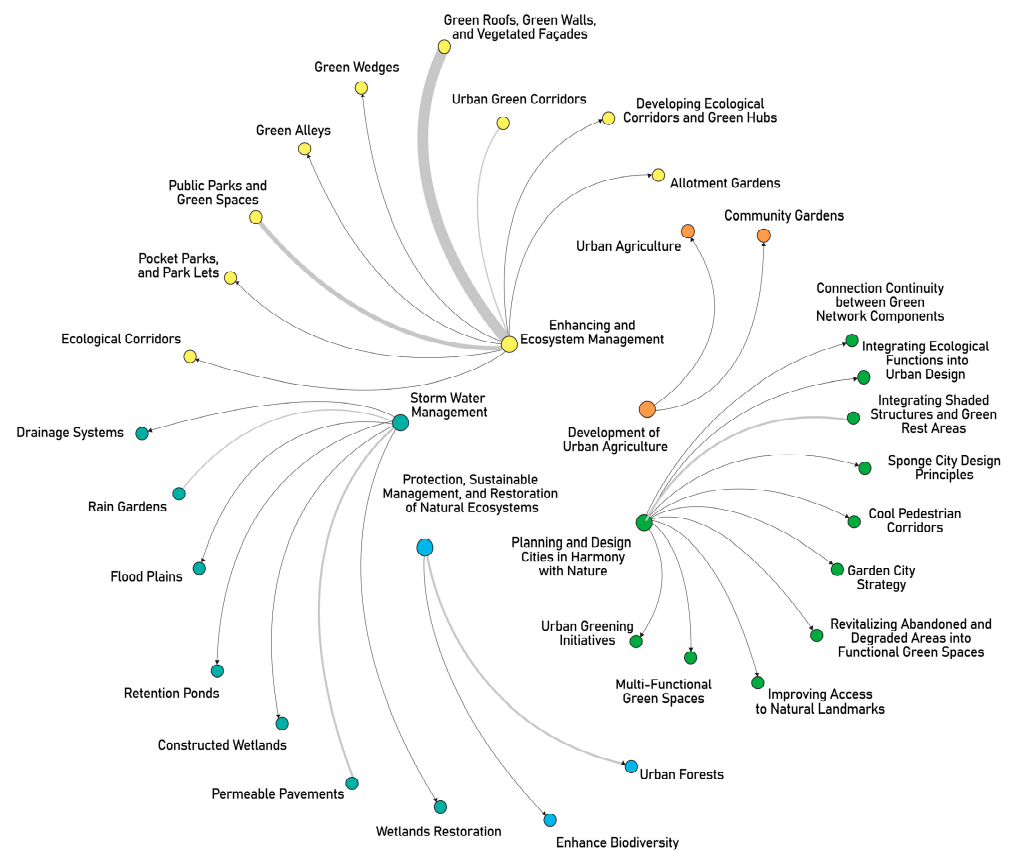 Green Roofs, Green Walls,
and Vegetated Façades
Green Wedges
Urban Green Corridors
Developing Ecological
Corridors and Green Hubs
Green Alleys
Allotment Gardens
Public Parks and
Green Spaces
Community Gardens
Urban Agriculture
Pocket Parks,
and Park Lets
Connection Continuity
between Green
Network Components
Ecological Corridors
Enhancing and
Ecosystem Management
Integrating Ecological
Functions into
Urban Design
Integrating Shaded
Structures and Green
Rest Areas
Storm Water
Management
Drainage Systems
Development of
Urban Agriculture
Sponge City Design
Principles
Protection, Sustainable
Management, and Restoration
of Natural Ecosystems
Rain Gardens
Cool Pedestrian
Corridors
Planning and Design
Cities in Harmony
with Nature
Flood Plains
Garden City
Strategy
Urban Greening
Initiatives
Revitalizing Abandoned and
Degraded Areas into
Functional Green Spaces
Retention Ponds
Multi-Functional
Green Spaces
Improving Access
to Natural Landmarks
Constructed Wetlands
Urban Forests
Permeable Pavements
Wetlands Restoration
Enhance Biodiversity